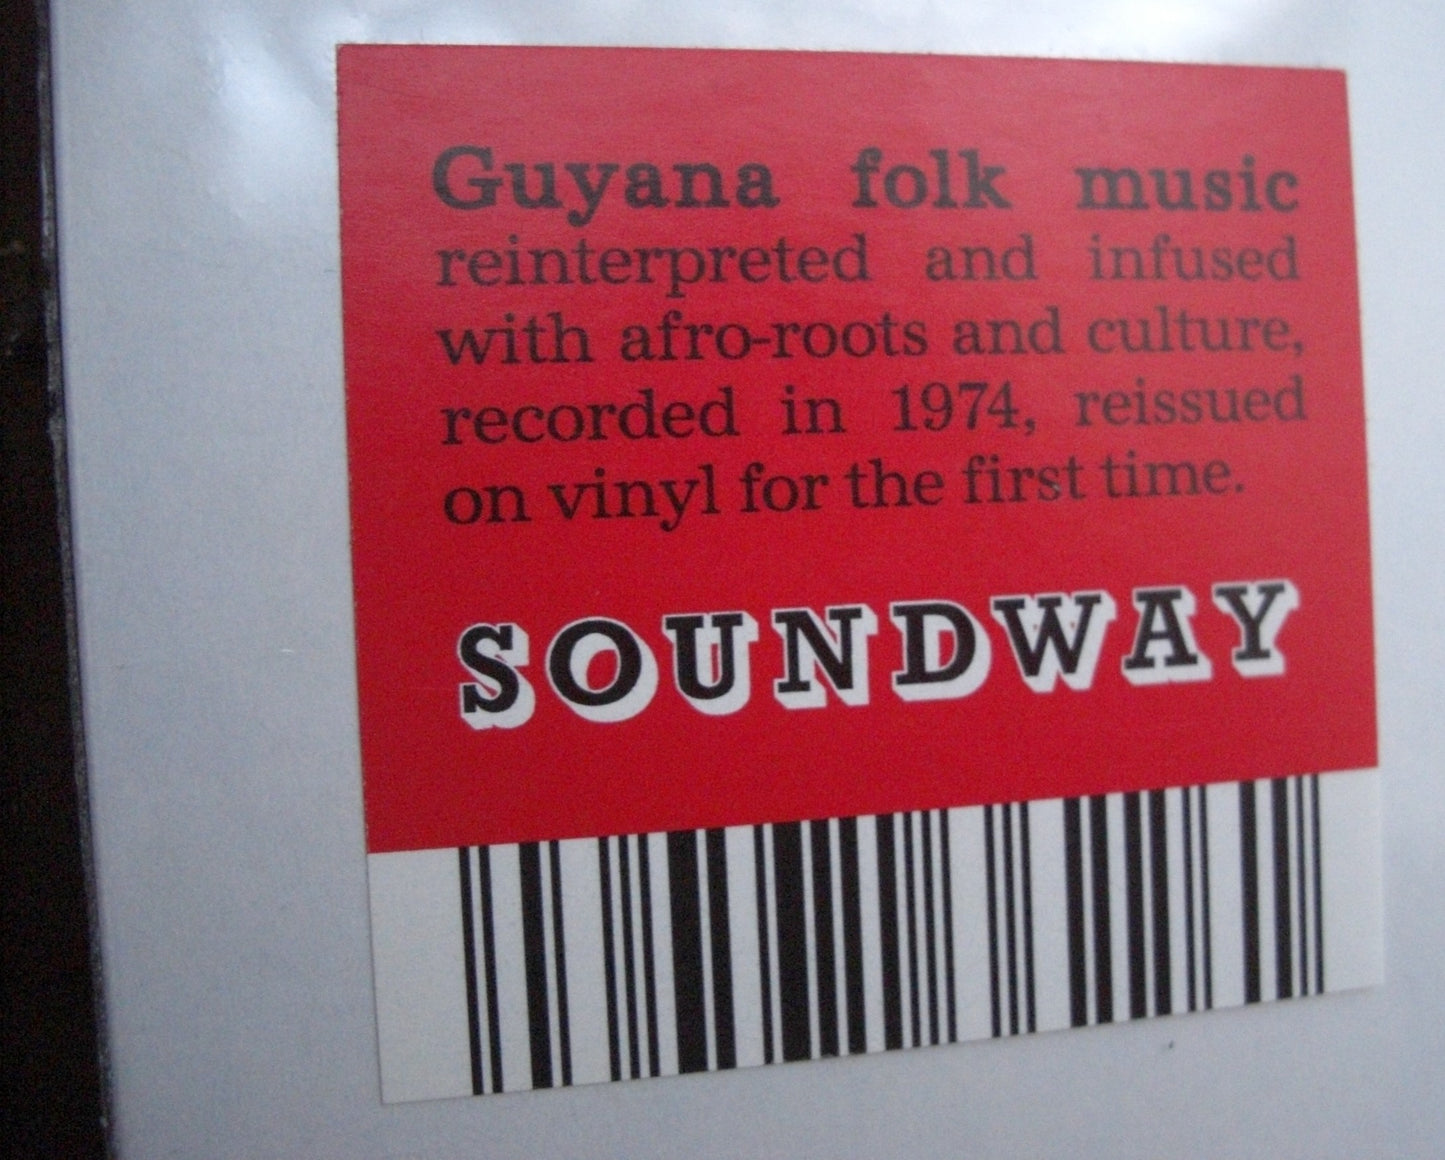 Guyana folk music
reinterpreted and infused
with afro-roots and culture,
recorded in 1974, reissued
on vinyl for the first time.
SOUNDWAY